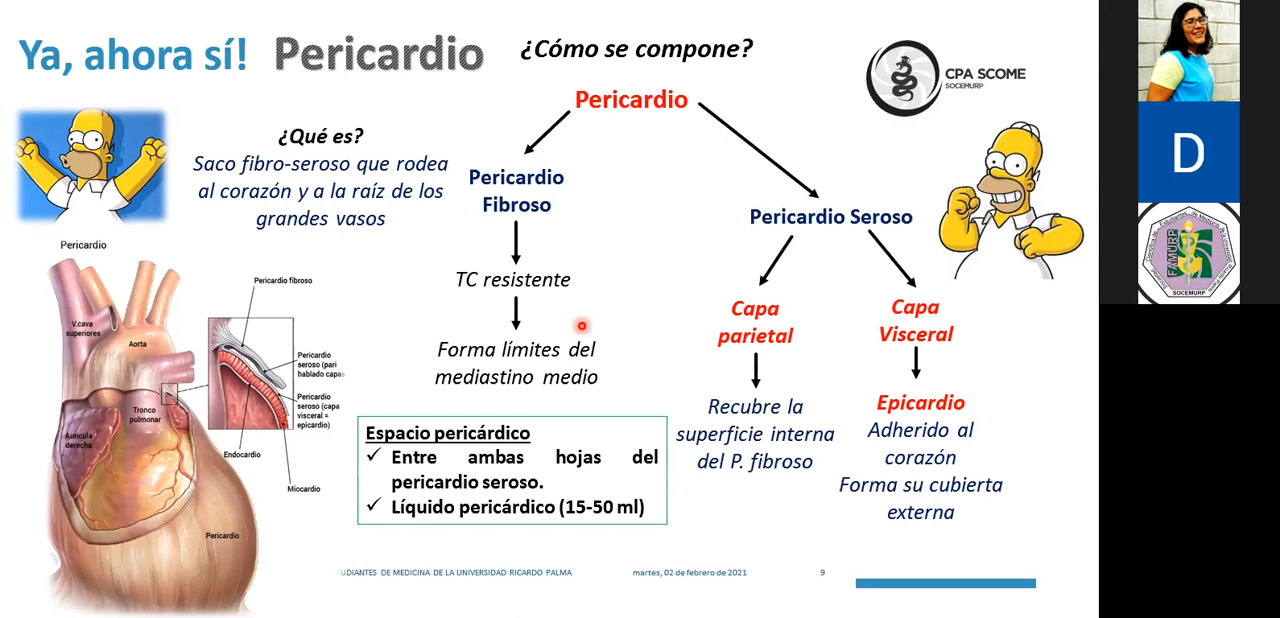 Ya, ahora sí! Pericardio
¿Cómo se compone?
Pericardio
CPA SCOME
SOCEMURP
¿Qué es?
Saco fibro-seroso que rodea
al corazón y a la raíz de los
grandes vasos
Pericardio
Fibroso
TC resistente
Forma límites del
mediastino medio
Pericardio Seroso
Capa
parietal
Recubre la
superficie interna
del P. fibroso
Capa
Visceral
Epicardio
Adherido al
corazón
Forma su cubierta
externa
Espacio pericárdico
✓ Entre ambas hojas del
pericardio seroso.
✓ Líquido pericárdico (15-50 ml)
Pericardio
V.cava
superiores
Aorta
Tronco
pulmonar
Aurícula
derecha
Pericardio
Pericardio fibroso
Pericardio
seroso (pari
hablado capa
Pericardio
seroso (capa
visceral =
epicardio)
Endocardio
Miocardio
UDIANTES DE MEDICINA DE LA UNIVERSIDAD RICARDO PALMA
martes, 02 de febrero de 2021
9
D
FAMURP
SOCEMURP